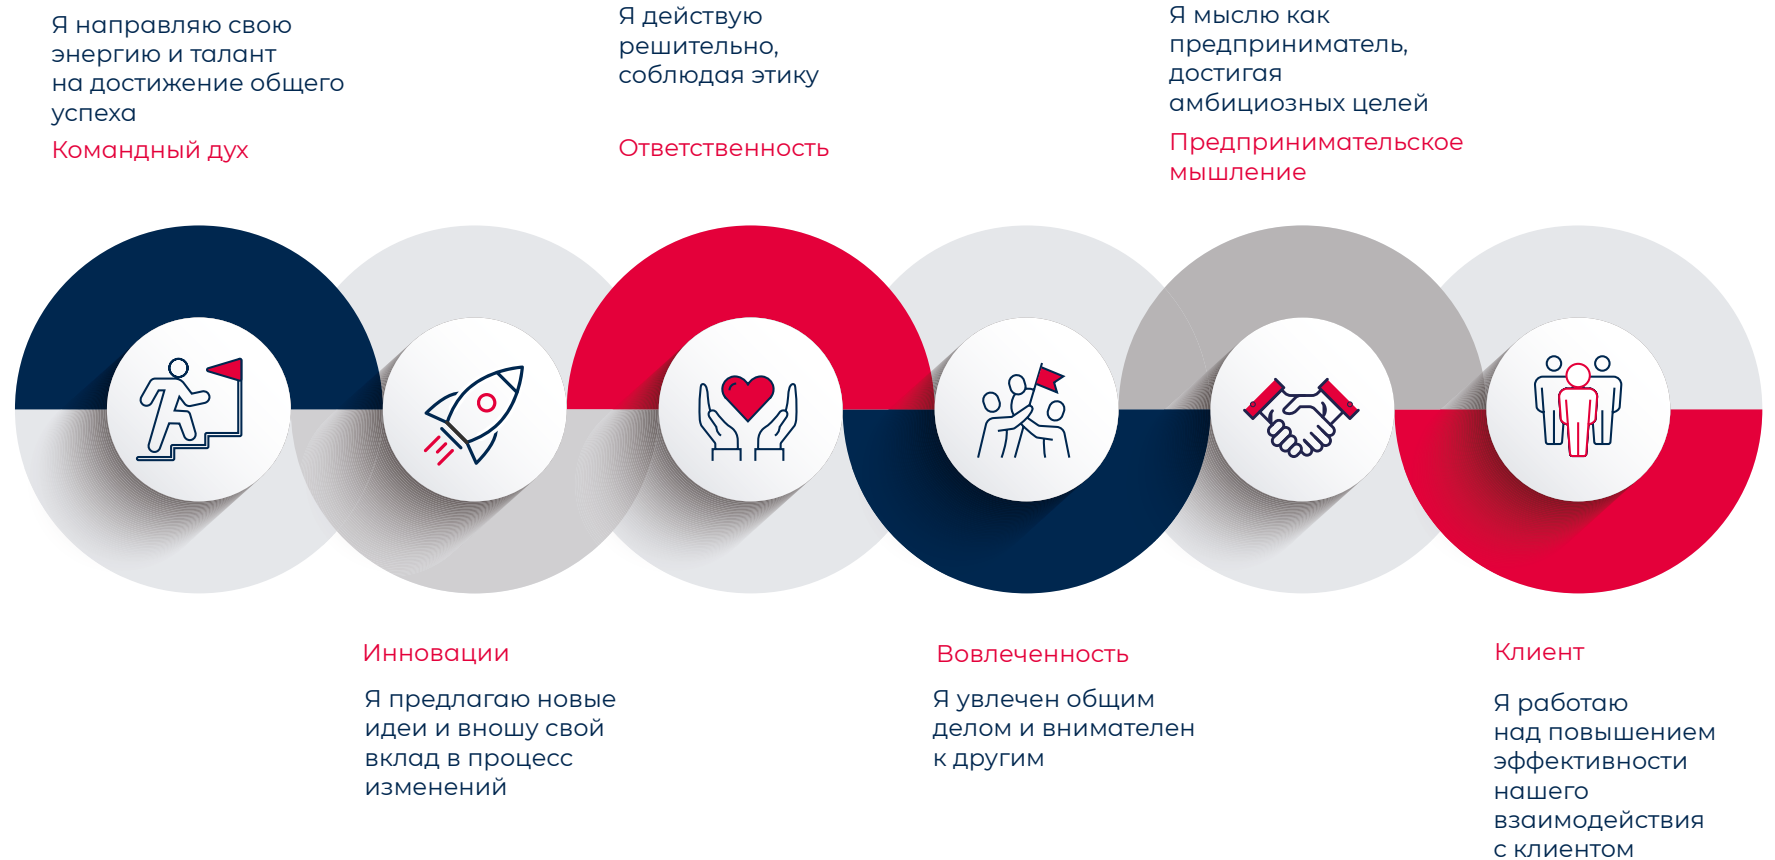 Я направляю свою
энергию и талант
на достижение общего
успеха
Командный дух
Я действую
решительно,
соблюдая этику
Ответственность
Я мыслю как
предприниматель,
достигая
амбициозных целей
Предпринимательское
мышление
Инновации
Я предлагаю новые
идеи и вношу свой
вклад в процесс
изменений
Вовлеченность
Я увлечен общим
делом и внимателен
к другим
Клиент
Я работаю
над повышением
эффективности
нашего
взаимодействия
с клиентом